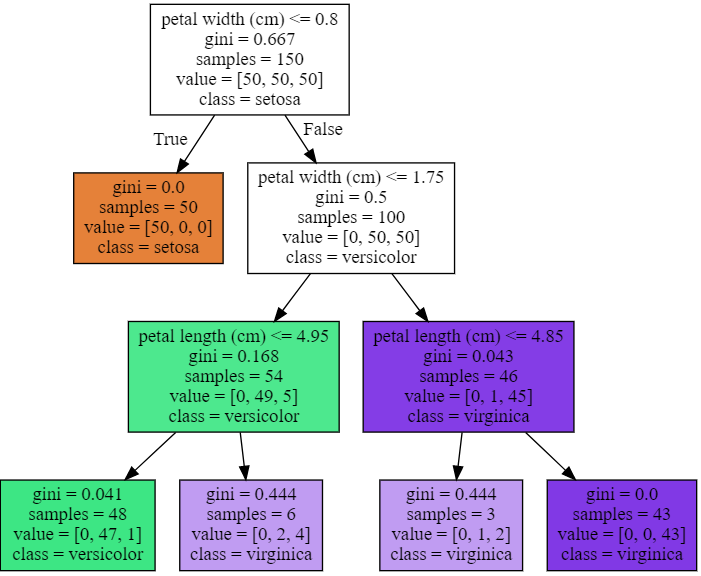 petal width (cm) <= 0.8
gini = 0.667
samples = 150
value = [50, 50, 50]
class = setosa
True
False
gini = 0.0
samples = 50
value = [50, 0, 0]
class = setosa
petal width (cm) <= 1.75
gini = 0.5
samples = 100
value = [0, 50, 50]
class = versicolor
petal length (cm) <= 4.95
gini = 0.168
samples = 54
value = [0, 49, 5]
class = versicolor
petal length (cm) <= 4.85
gini = 0.043
samples = 46
value = [0, 1, 45]
class = virginica
gini = 0.041
samples = 48
value = [0, 47, 1]
class = versicolor
gini = 0.444
samples = 6
value = [0, 2, 4]
class = virginica
gini = 0.444
samples = 3
value = [0, 1, 2]
class = virginica
gini = 0.0
samples = 43
value = [0, 0, 43]
class = virginica